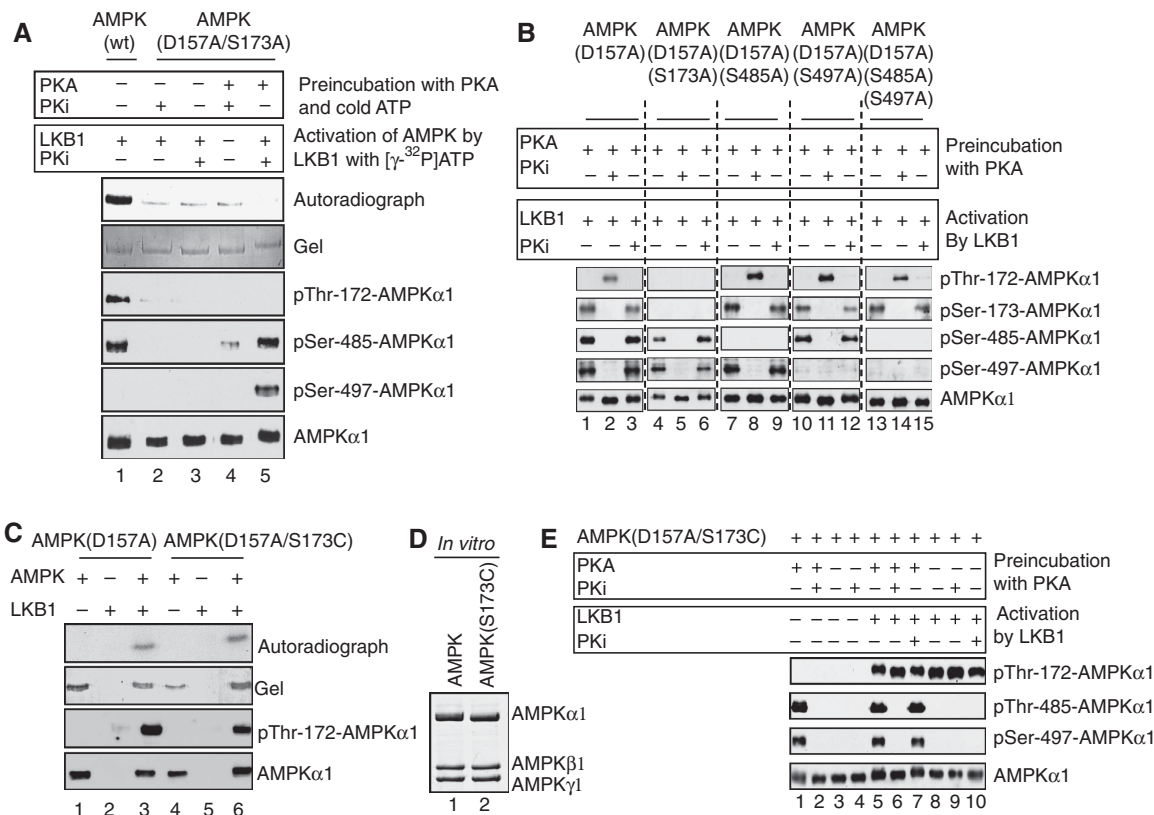 A
AMPK (wt)
AMPK (D157A/S173A)
PKA – – – + + Preincubation with PKA
PKi – + – + – and cold ATP
LKB1 + + + – + Activation of AMPK by
PKi – – + – + LKB1 with [γ-³²P]ATP
Autoradiograph
Gel
pThr-172-AMPKα1
pSer-485-AMPKα1
pSer-497-AMPKα1
AMPKα1
1 2 3 4 5
B
AMPK AMPK AMPK AMPK AMPK
(D157A) (D157A) (D157A) (D157A) (D157A)
(S173A) (S485A) (S497A) (S485A)
(S497A)
PKA + + + + + + + + + + + + + + + Preincubation
PKi – + – – + – – + – – + – – + – with PKA
LKB1 + + + + + + + + + + + + + + + Activation
PKi – – + – – + – – + – – + – – + By LKB1
pThr-172-AMPKα1
pSer-173-AMPKα1
pSer-485-AMPKα1
pSer-497-AMPKα1
AMPKα1
1 2 3 4 5 6 7 8 9 10 11 12 13 14 15
C
AMPK(D157A) AMPK(D157A/S173C)
AMPK + – + + – +
LKB1 – + + – + +
Autoradiograph
Gel
pThr-172-AMPKα1
AMPKα1
1 2 3 4 5 6
D
In vitro
AMPK
AMPK(S173C)
AMPKα1
AMPKβ1
AMPKγ1
1 2
E
AMPK(D157A/S173C) + + + + + + + + + +
PKA + + – – + + + – – – Preincubation
PKi – + – + – + – – + – with PKA
LKB1 – – – – + + + + + + Activation
PKi – – – – – – + – – + by LKB1
pThr-172-AMPKα1
pThr-485-AMPKα1
pSer-497-AMPKα1
AMPKα1
1 2 3 4 5 6 7 8 9 10